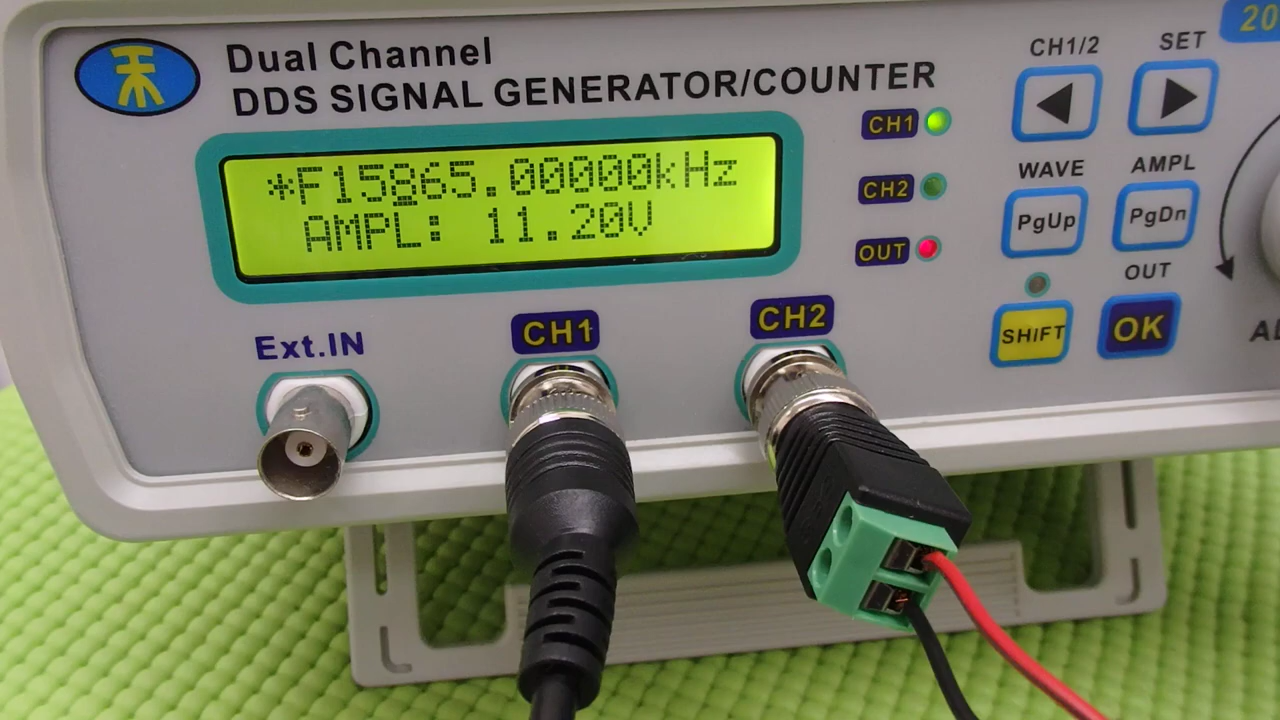 Dual Channel
DDS SIGNAL GENERATOR/COUNTER
20
CH1/2
SET
*F15865.00000kHz
AMPL: 11.20V
CH1
CH2
OUT
WAVE
AMPL
PgUp
PgDn
OUT
SHIFT
OK
Ext.IN
CH1
CH2